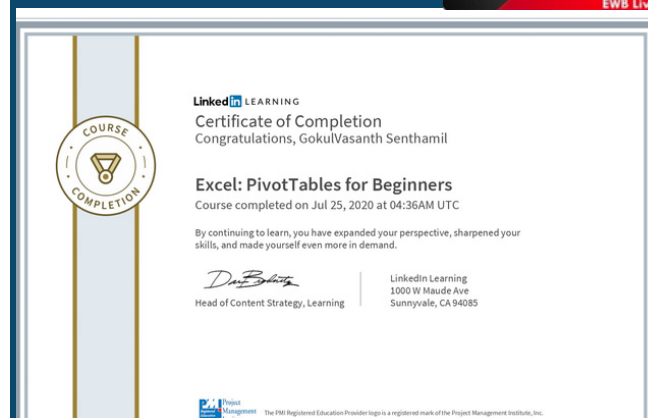 EWB Liv
LinkedIn LEARNING
Certificate of Completion
Congratulations, GokulVasanth Senthamil
COURSE
COMPLETION
Excel: PivotTables for Beginners
Course completed on Jul 25, 2020 at 04:36AM UTC
By continuing to learn, you have expanded your perspective, sharpened your
skills, and made yourself even more in demand.
Head of Content Strategy, Learning
LinkedIn Learning
1000 W Maude Ave
Sunnyvale, CA 94085
PMI
Project
Management
The PMI Registered Education Provider logo is a registered mark of the Project Management Institute, Inc.